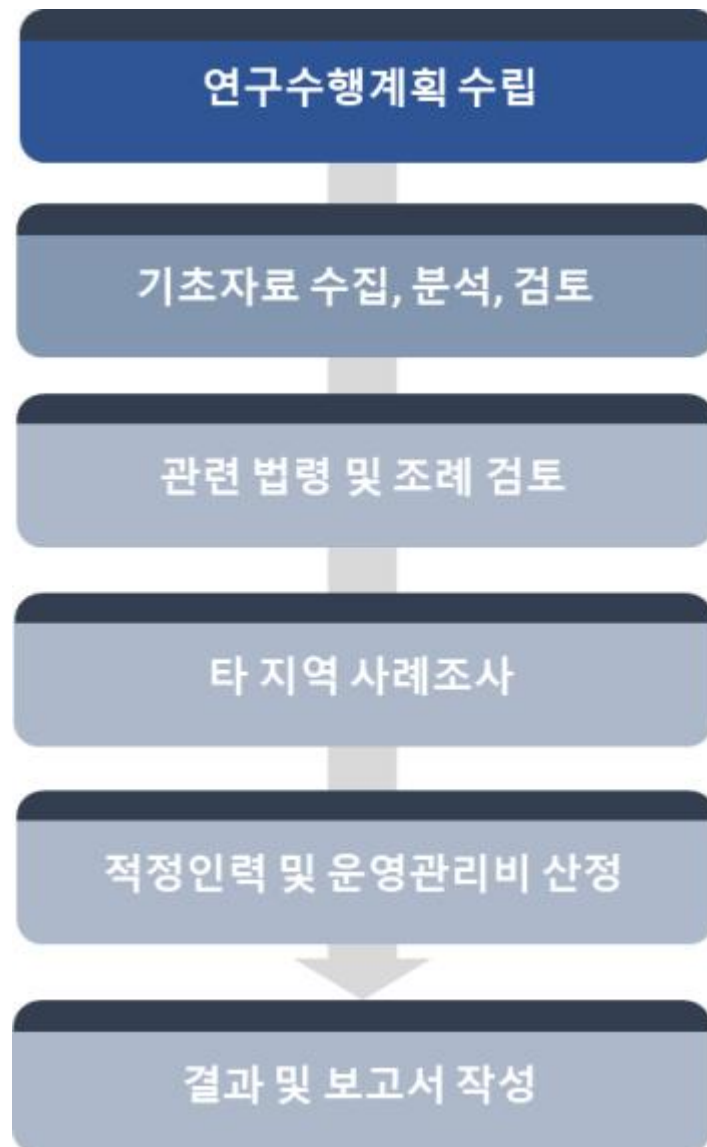 연구수행계획 수립
기초자료 수집, 분석, 검토
관련 법령 및 조례 검토
타 지역 사례조사
적정인력 및 운영관리비 산정
결과 및 보고서 작성